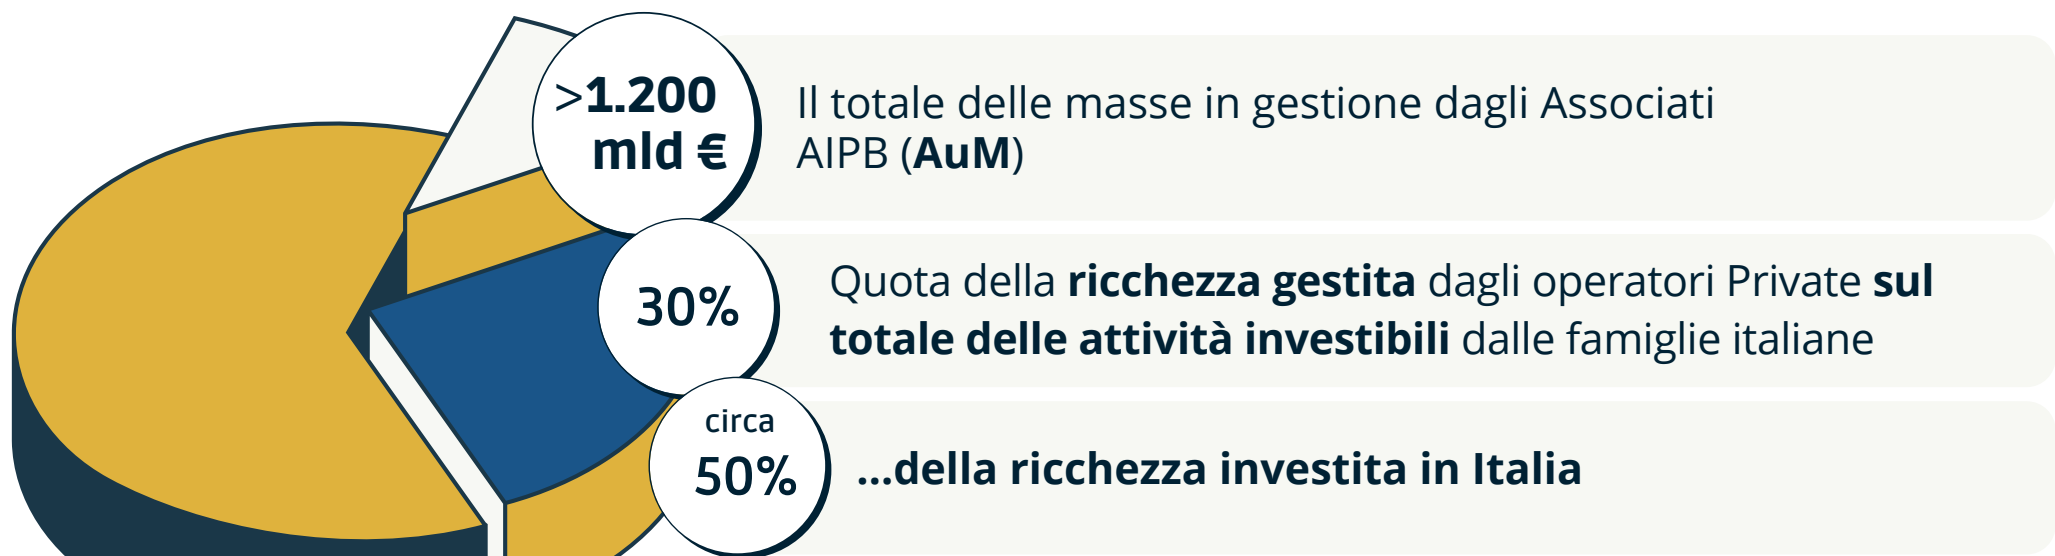 >1.200
mld €
Il totale delle masse in gestione dagli Associati
AIPB (AuM)
30%
Quota della ricchezza gestita dagli operatori Private sul
totale delle attività investibili dalle famiglie italiane
circa
50%
...della ricchezza investita in Italia